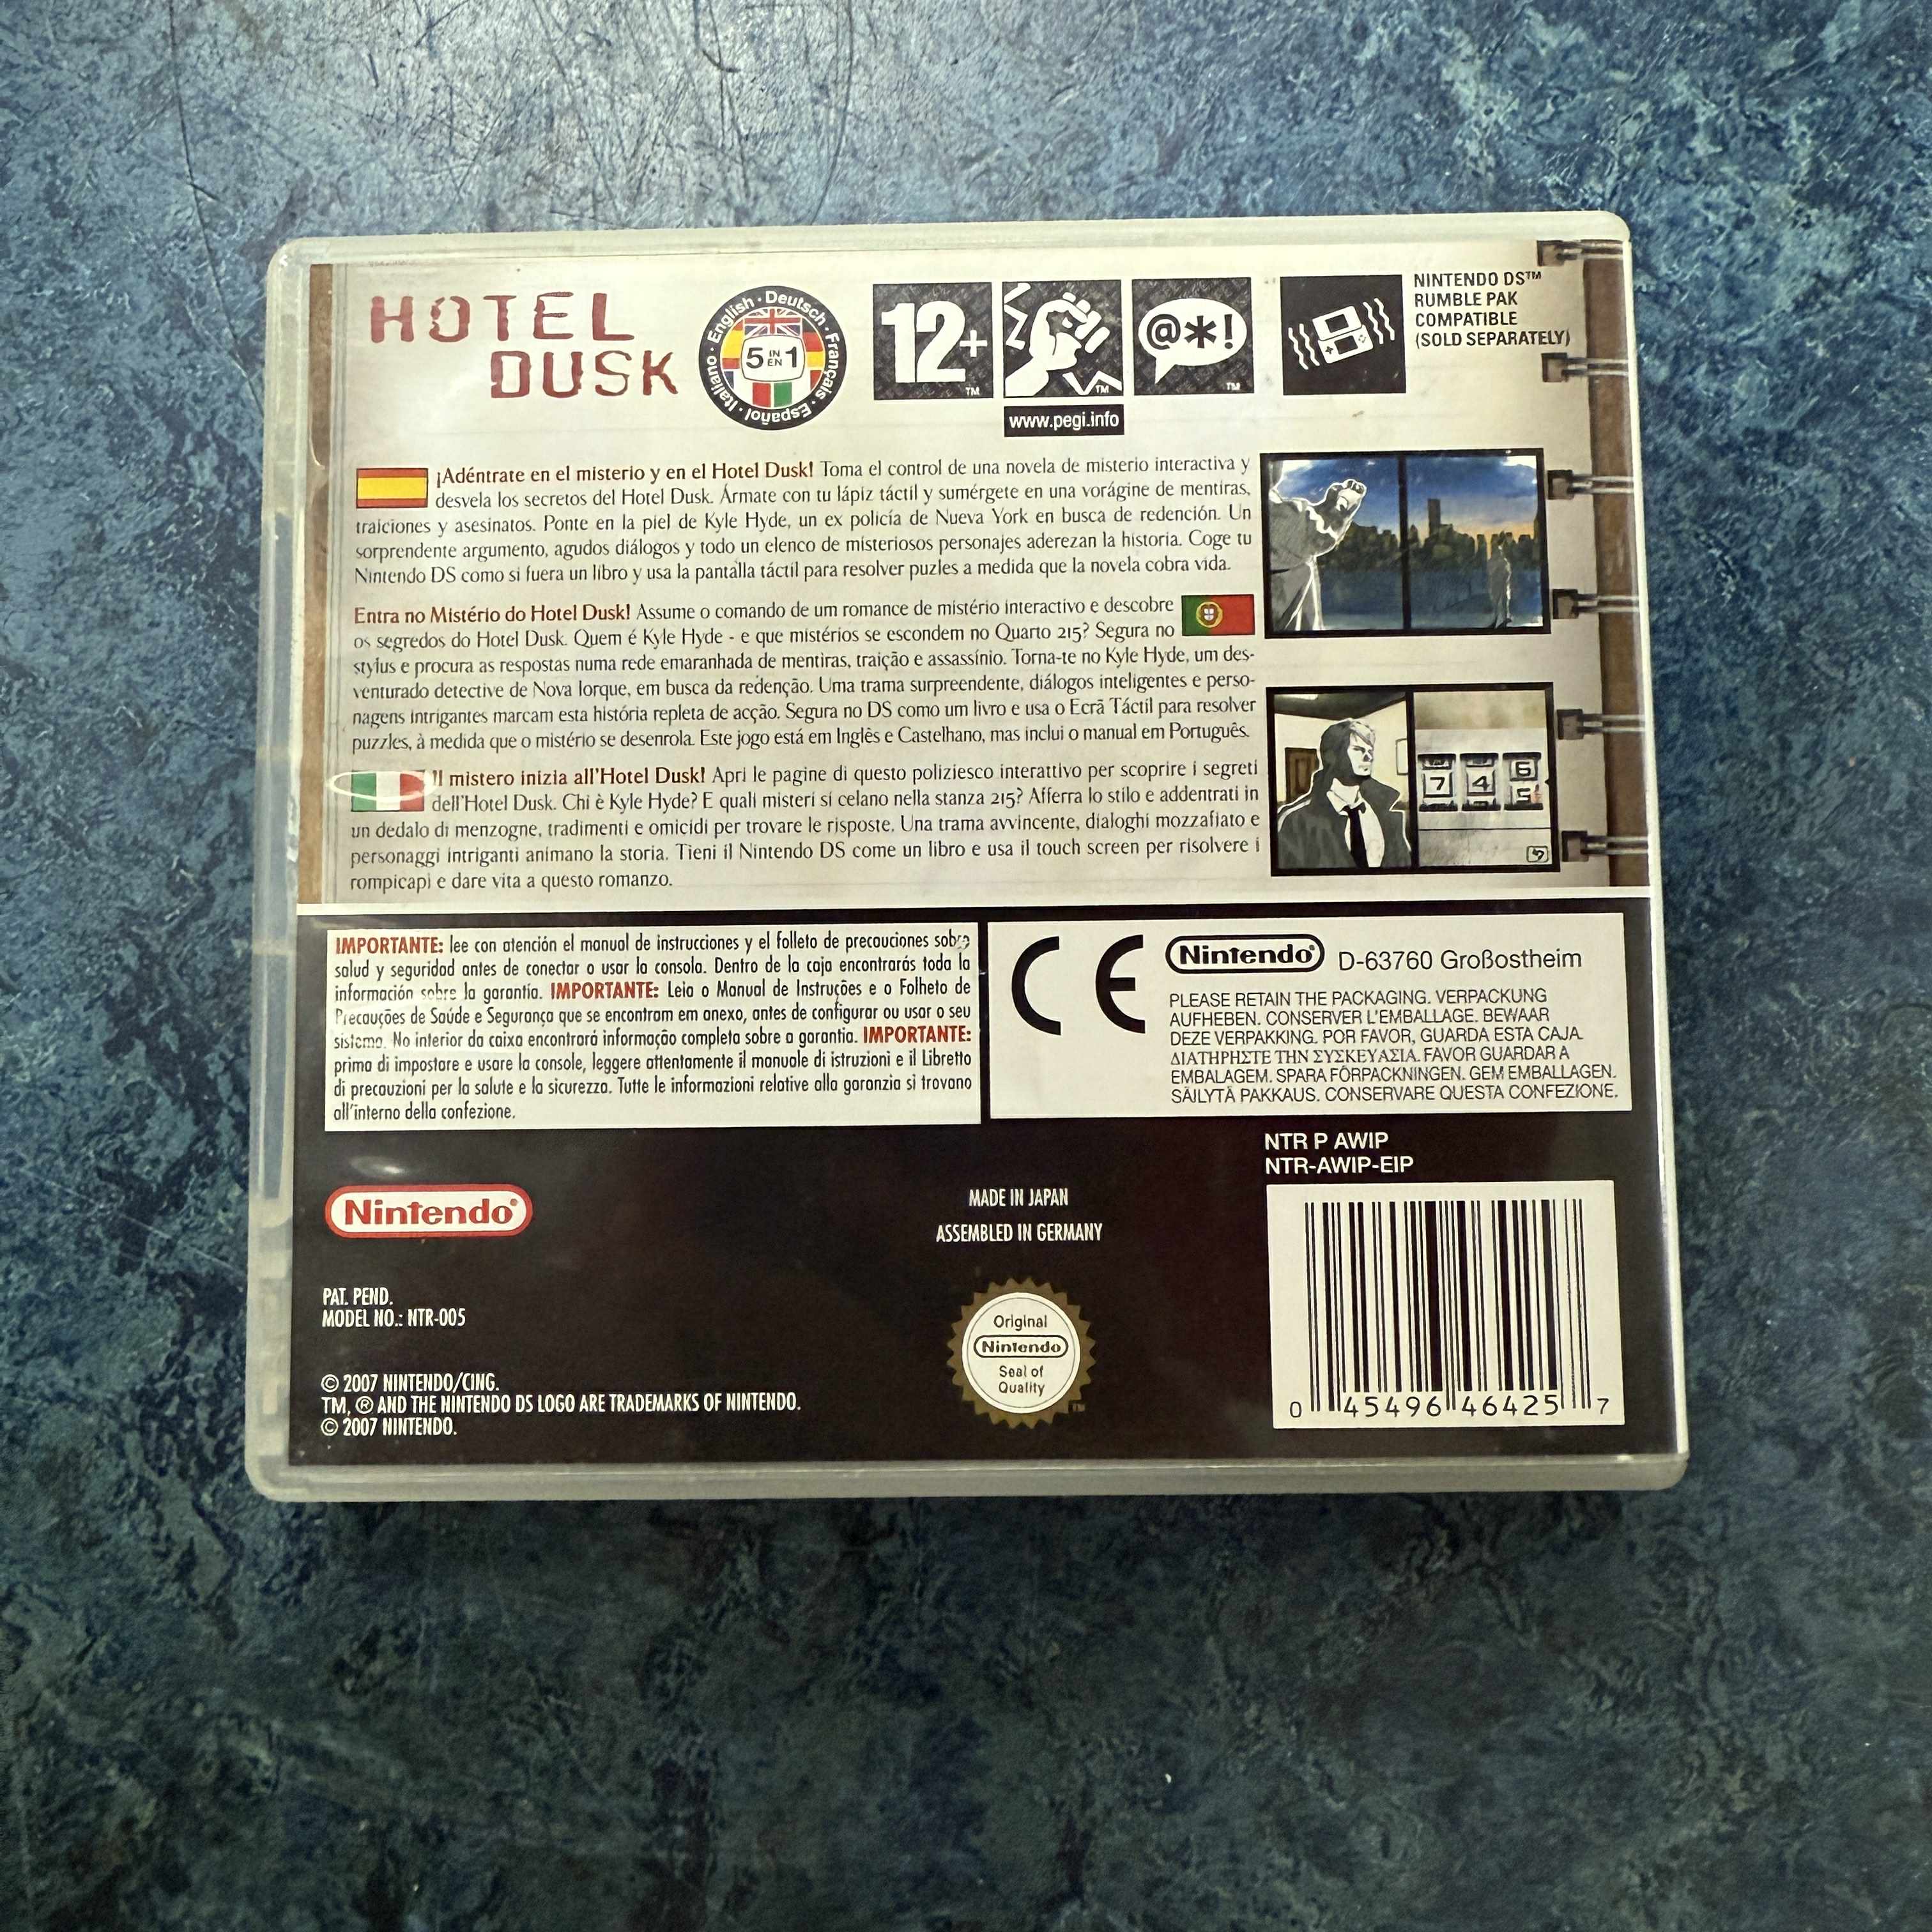 HOTEL
DUSK
English · Deutsch · Français · Español · Italiano ·
5 IN EN 1
12+
TM
TM
@*!
TM
www.pegi.info
NINTENDO DS™
RUMBLE PAK
COMPATIBLE
(SOLD SEPARATELY)
¡Adéntrate en el misterio y en el Hotel Dusk! Toma el control de una novela de misterio interactiva y
desvela los secretos del Hotel Dusk. Ármate con tu lápiz táctil y sumérgete en una vorágine de mentiras,
traiciones y asesinatos. Ponte en la piel de Kyle Hyde, un ex policía de Nueva York en busca de redención. Un
sorprendente argumento, agudos diálogos y todo un elenco de misteriosos personajes aderezan la historia. Coge tu
Nintendo DS como si fuera un libro y usa la pantalla táctil para resolver puzles a medida que la novela cobra vida.
Entra no Mistério do Hotel Dusk! Assume o comando de um romance de mistério interactivo e descobre
os segredos do Hotel Dusk. Quem é Kyle Hyde - e que mistérios se escondem no Quarto 215? Segura no
stylus e procura as respostas numa rede emaranhada de mentiras, traição e assassínio. Torna-te no Kyle Hyde, um des-
venturado detective de Nova Iorque, em busca da redenção. Uma trama surpreendente, diálogos inteligentes e perso-
nagens intrigantes marcam esta história repleta de acção. Segura no DS como um livro e usa o Ecrã Táctil para resolver
puzzles, à medida que o mistério se desenrola. Este jogo está em Inglês e Castelhano, mas inclui o manual em Português.
Il mistero inizia all'Hotel Dusk! Apri le pagine di questo poliziesco interattivo per scoprire i segreti
dell'Hotel Dusk. Chi è Kyle Hyde? E quali misteri si celano nella stanza 215? Afferra lo stilo e addentrati in
un dedalo di menzogne, tradimenti e omicidi per trovare le risposte. Una trama avvincente, dialoghi mozzafiato e
personaggi intriganti animano la storia. Tieni il Nintendo DS come un libro e usa il touch screen per risolvere i
rompicapi e dare vita a questo romanzo.
7 4 6
5
IMPORTANTE: lee con atención el manual de instrucciones y el folleto de precauciones sobre
salud y seguridad antes de conectar o usar la consola. Dentro de la caja encontrarás toda la
información sobre la garantía. IMPORTANTE: Leia o Manual de Instruções e o Folheto de
Precauções de Saúde e Segurança que se encontram em anexo, antes de configurar ou usar o seu
sistema. No interior da caixa encontrará informação completa sobre a garantia. IMPORTANTE:
prima di impostare e usare la console, leggere attentamente il manuale di istruzioni e il Libretto
di precauzioni per la salute e la sicurezza. Tutte le informazioni relative alla garanzia si trovano
all'interno della confezione.
CE
Nintendo® D-63760 Großostheim
PLEASE RETAIN THE PACKAGING. VERPACKUNG
AUFHEBEN. CONSERVER L'EMBALLAGE. BEWAAR
DEZE VERPAKKING. POR FAVOR, GUARDA ESTA CAJA.
ΔΙΑΤΗΡΗΣΤΕ ΤΗΝ ΣΥΣΚΕΥΑΣΙΑ. FAVOR GUARDAR A
EMBALAGEM. SPARA FÖRPACKNINGEN. GEM EMBALLAGEN.
SÄILYTÄ PAKKAUS. CONSERVARE QUESTA CONFEZIONE.
NTR P AWIP
NTR-AWIP-EIP
Nintendo®
MADE IN JAPAN
ASSEMBLED IN GERMANY
PAT. PEND.
MODEL NO.: NTR-005
Original
Nintendo
Seal of
Quality
© 2007 NINTENDO/CING.
TM, ® AND THE NINTENDO DS LOGO ARE TRADEMARKS OF NINTENDO.
© 2007 NINTENDO.
0 45496 46425 7